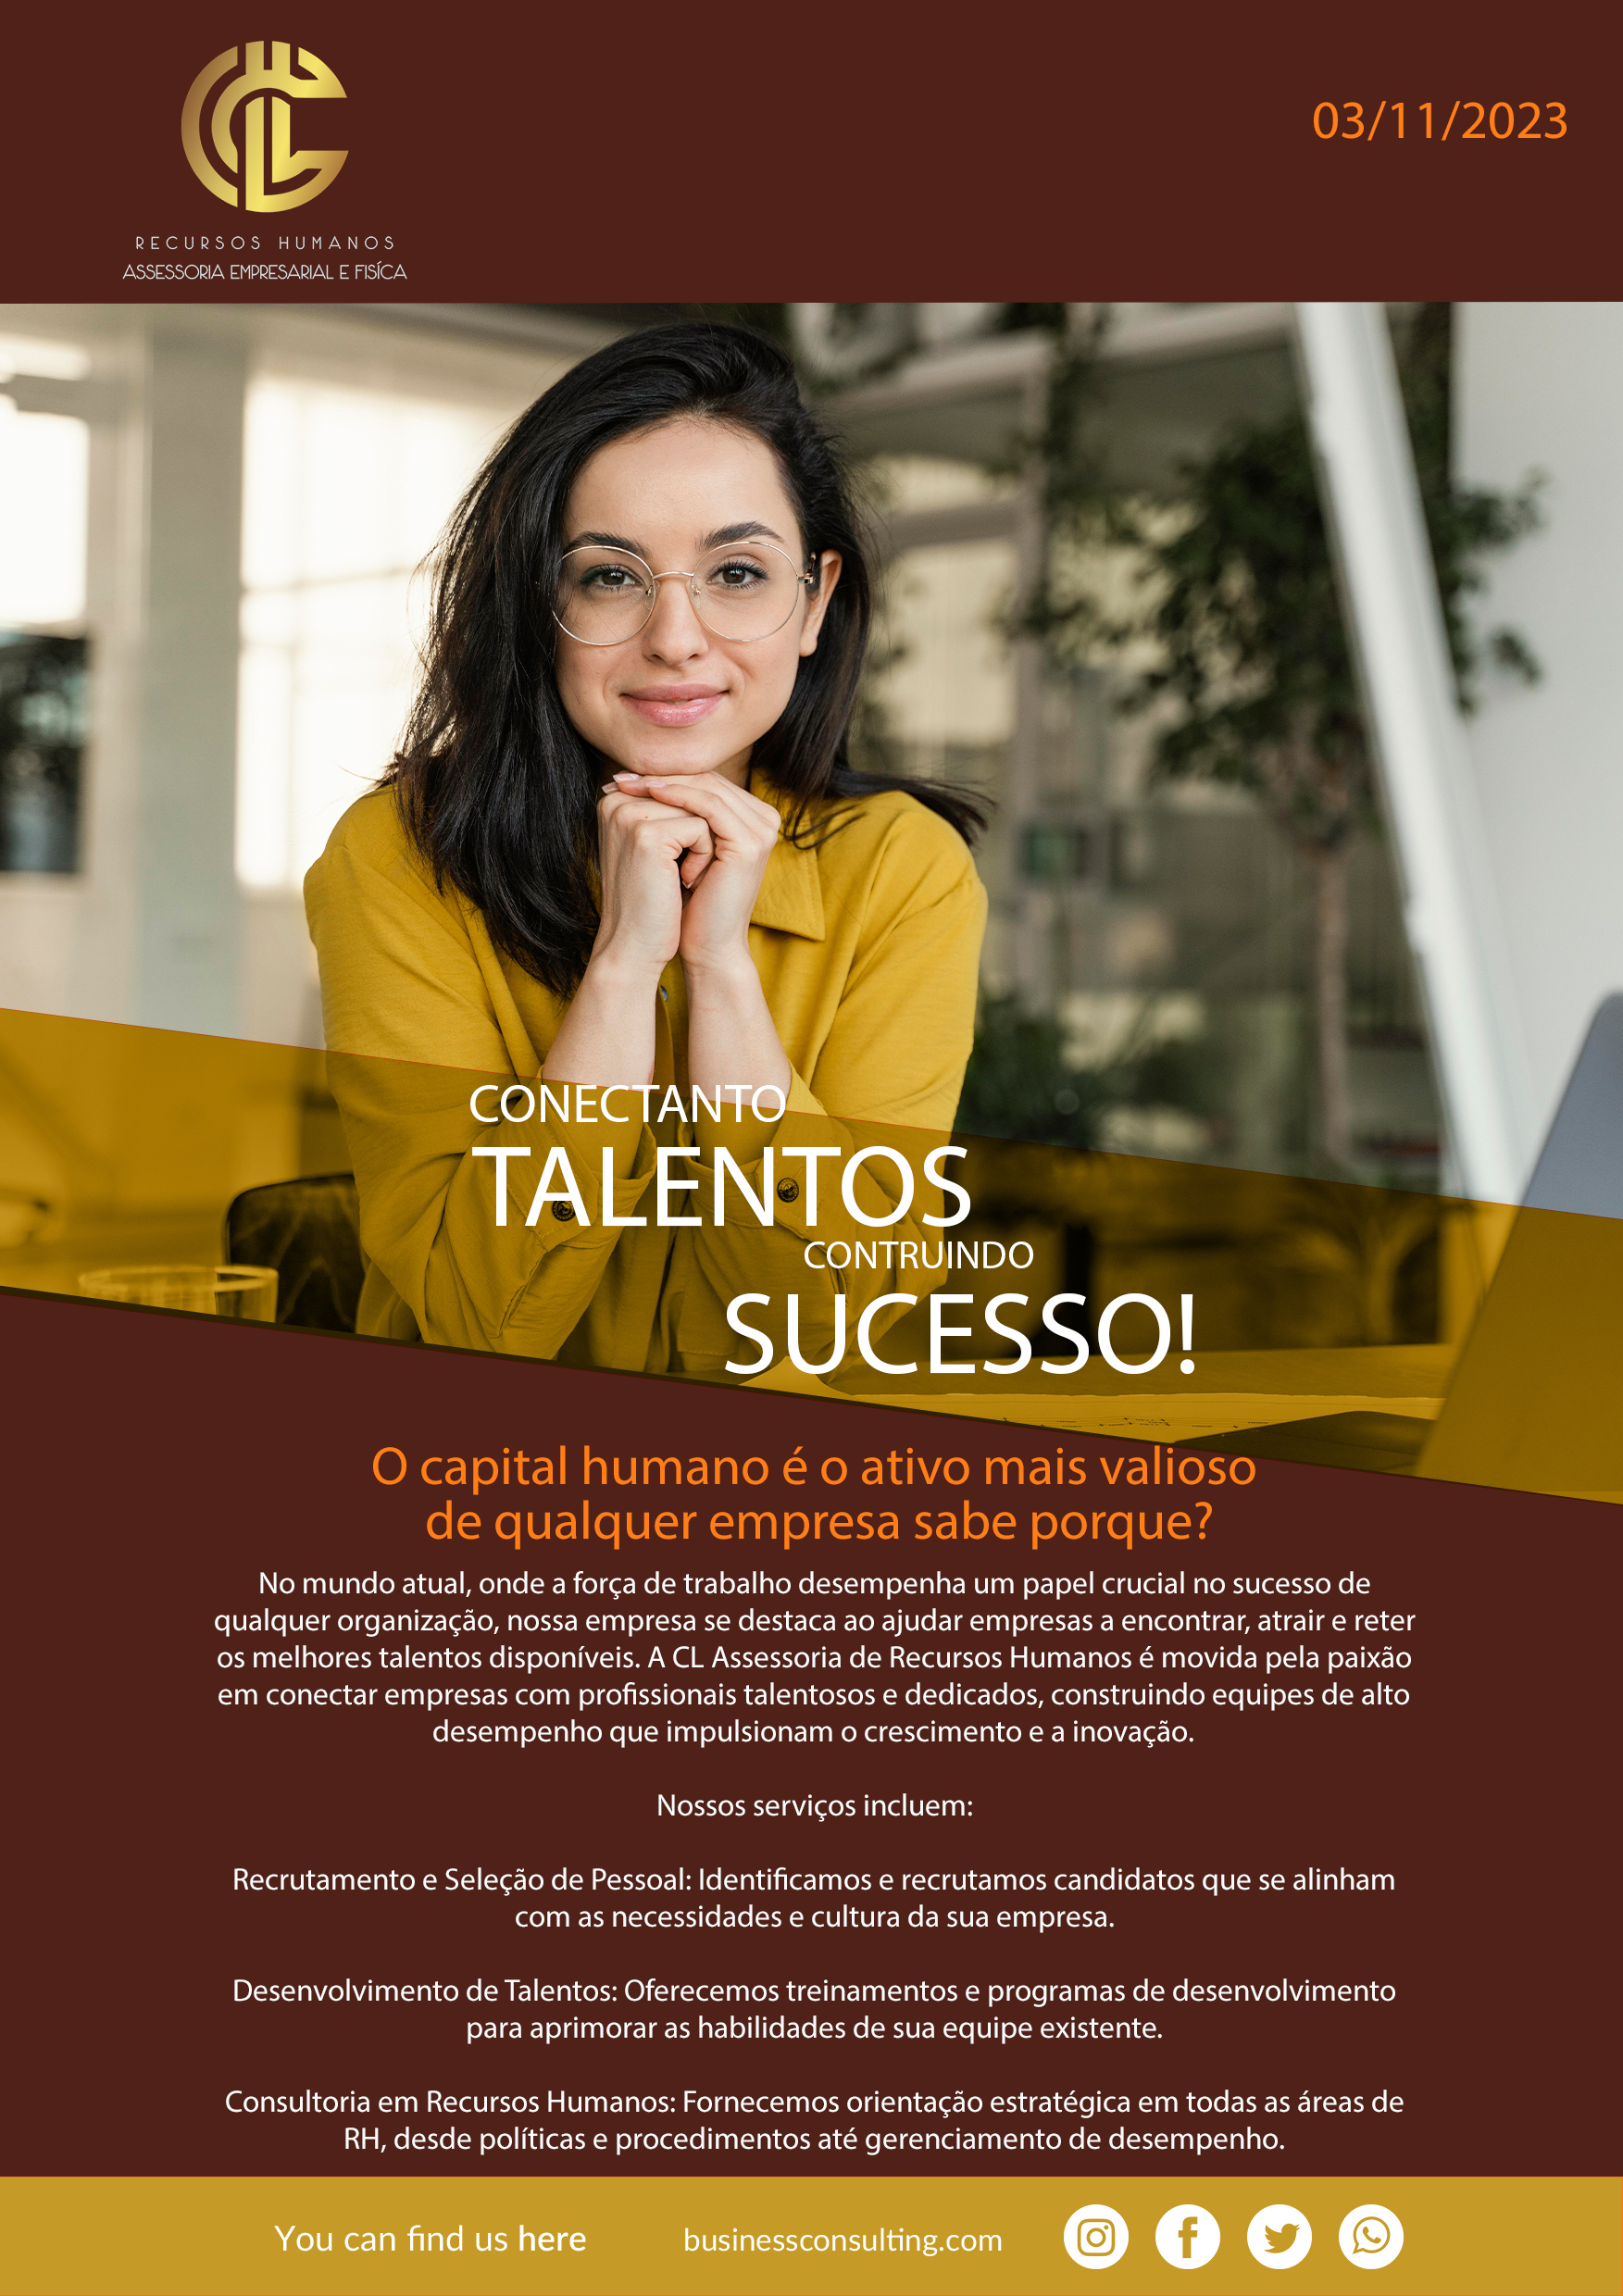 CL
RECURSOS HUMANOS
ASSESSORIA EMPRESARIAL E FISÍCA
03/11/2023
CONECTANTO
TALENTOS
CONTRUINDO
SUCESSO!
O capital humano é o ativo mais valioso
de qualquer empresa sabe porque?
No mundo atual, onde a força de trabalho desempenha um papel crucial no sucesso de
qualquer organização, nossa empresa se destaca ao ajudar empresas a encontrar, atrair e reter
os melhores talentos disponíveis. A CL Assessoria de Recursos Humanos é movida pela paixão
em conectar empresas com profissionais talentosos e dedicados, construindo equipes de alto
desempenho que impulsionam o crescimento e a inovação.
Nossos serviços incluem:
Recrutamento e Seleção de Pessoal: Identificamos e recrutamos candidatos que se alinham
com as necessidades e cultura da sua empresa.
Desenvolvimento de Talentos: Oferecemos treinamentos e programas de desenvolvimento
para aprimorar as habilidades de sua equipe existente.
Consultoria em Recursos Humanos: Fornecemos orientação estratégica em todas as áreas de
RH, desde políticas e procedimentos até gerenciamento de desempenho.
You can find us here
businessconsulting.com